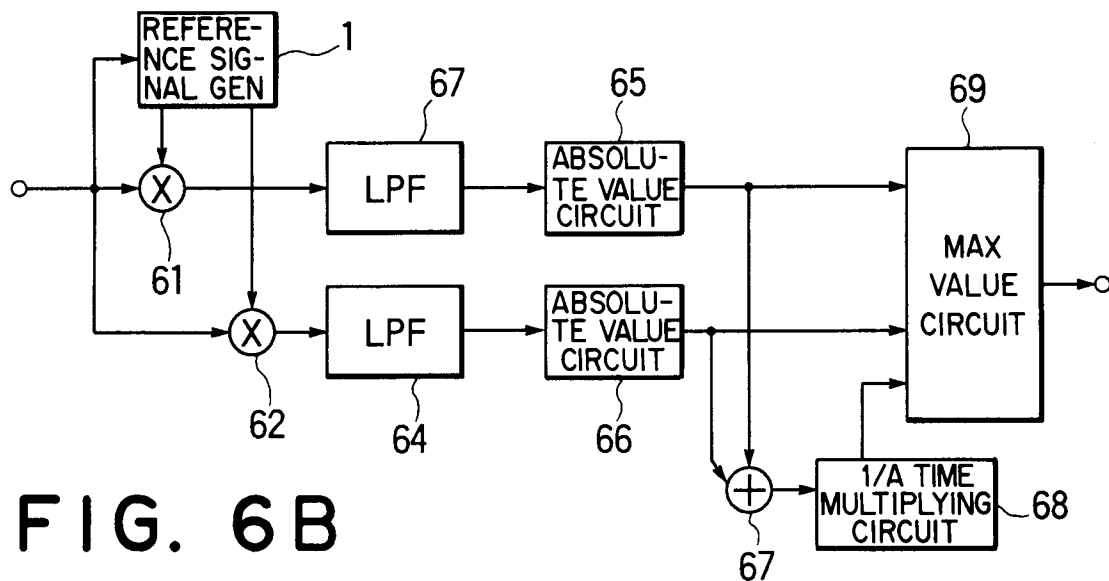 REFERE-
NCE SIG-
NAL GEN
1
67
65
69
X
61
LPF
ABSOLU-
TE VALUE
CIRCUIT
MAX
VALUE
CIRCUIT
X
62
LPF
64
ABSOLU-
TE VALUE
CIRCUIT
66
+
67
1/A TIME
MULTIPLYING
CIRCUIT
68
FIG. 6B